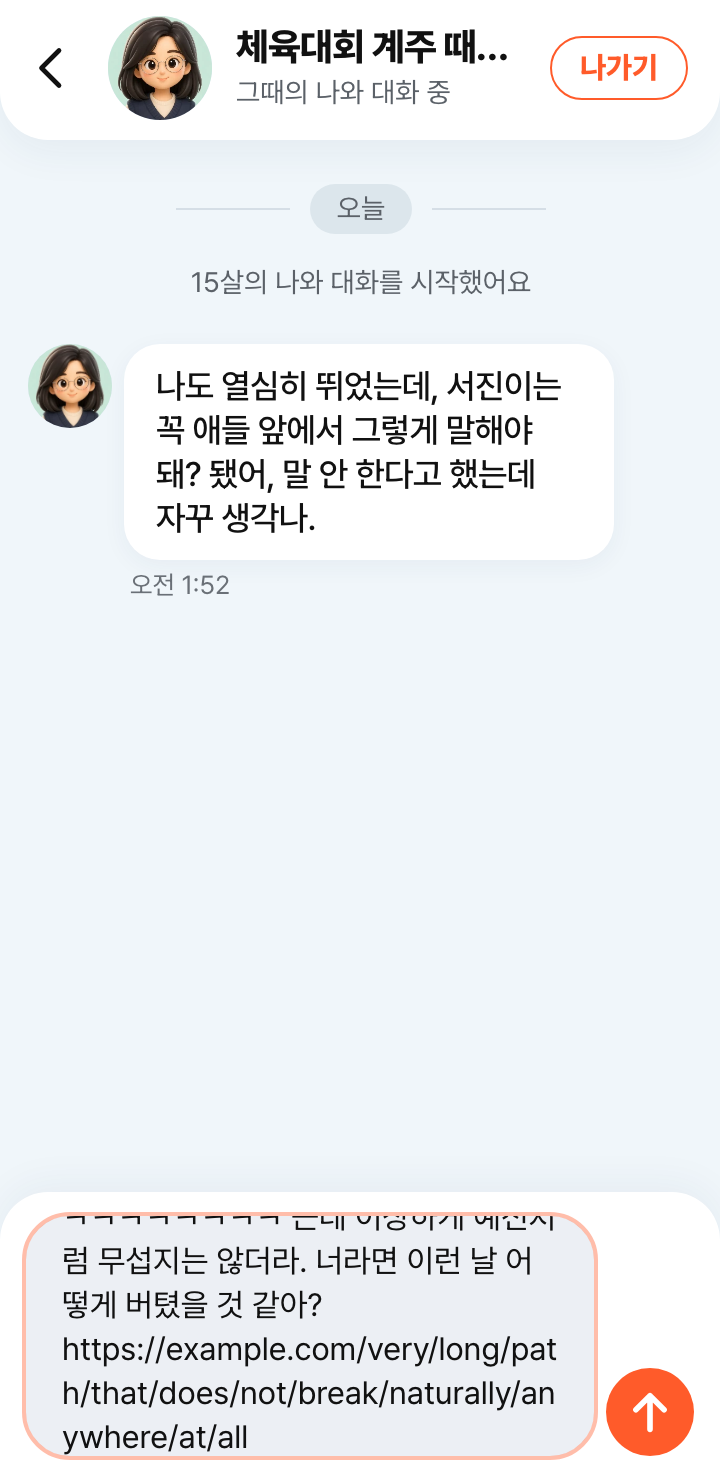 체육대회 계주 때...
그때의 나와 대화 중
나가기
오늘
15살의 나와 대화를 시작했어요
나도 열심히 뛰었는데, 서진이는
꼭 애들 앞에서 그렇게 말해야
돼? 됐어, 말 안 한다고 했는데
자꾸 생각나.
오전 1:52
럼 무섭지는 않더라. 너라면 이런 날 어
떻게 버텼을 것 같아?
https://example.com/very/long/pat
h/that/does/not/break/naturally/an
ywhere/at/all